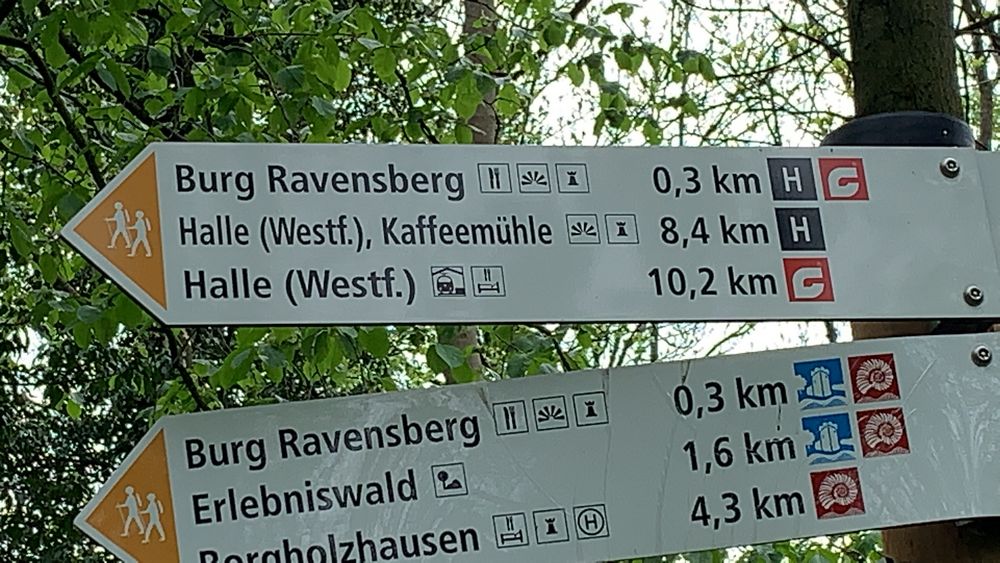 Burg Ravensberg 0,3 km H
Halle (Westf.), Kaffeemühle 8,4 km H
Halle (Westf.) 10,2 km
Burg Ravensberg 0,3 km
Erlebniswald 1,6 km
Borgholzhausen H 4,3 km